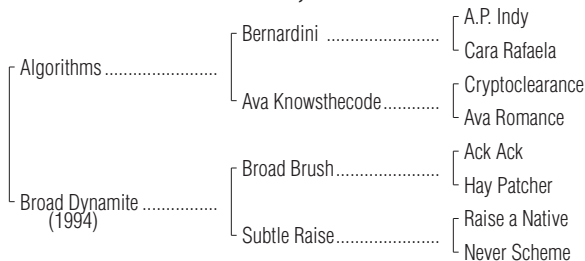 A.P. Indy
Bernardini ........................
Cara Rafaela
Algorithms ........................
Cryptoclearance
Ava Knowsthecode ............
Ava Romance
Ack Ack
Broad Brush ......................
Hay Patcher
Broad Dynamite ................
(1994)
Raise a Native
Subtle Raise ......................
Never Scheme